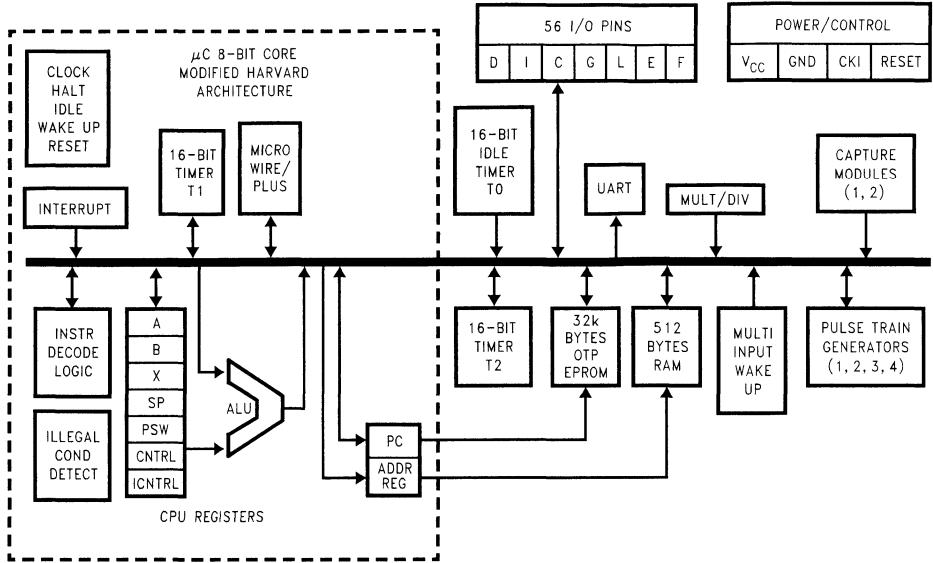 56 I/O PINS
D I C G L E F
POWER/CONTROL
VCC GND CKI RESET
μC 8-BIT CORE
MODIFIED HARVARD
ARCHITECTURE
CLOCK
HALT
IDLE
WAKE UP
RESET
16-BIT
TIMER
T1
MICRO
WIRE/
PLUS
INTERRUPT
16-BIT
IDLE
TIMER
T0
UART
MULT/DIV
CAPTURE
MODULES
(1, 2)
INSTR
DECODE
LOGIC
A
B
X
SP
PSW
CNTRL
ICNTRL
ALU
16-BIT
TIMER
T2
32k
BYTES
OTP
EPROM
512
BYTES
RAM
MULTI
INPUT
WAKE
UP
PULSE TRAIN
GENERATORS
(1, 2, 3, 4)
ILLEGAL
COND
DETECT
PC
ADDR
REG
CPU REGISTERS